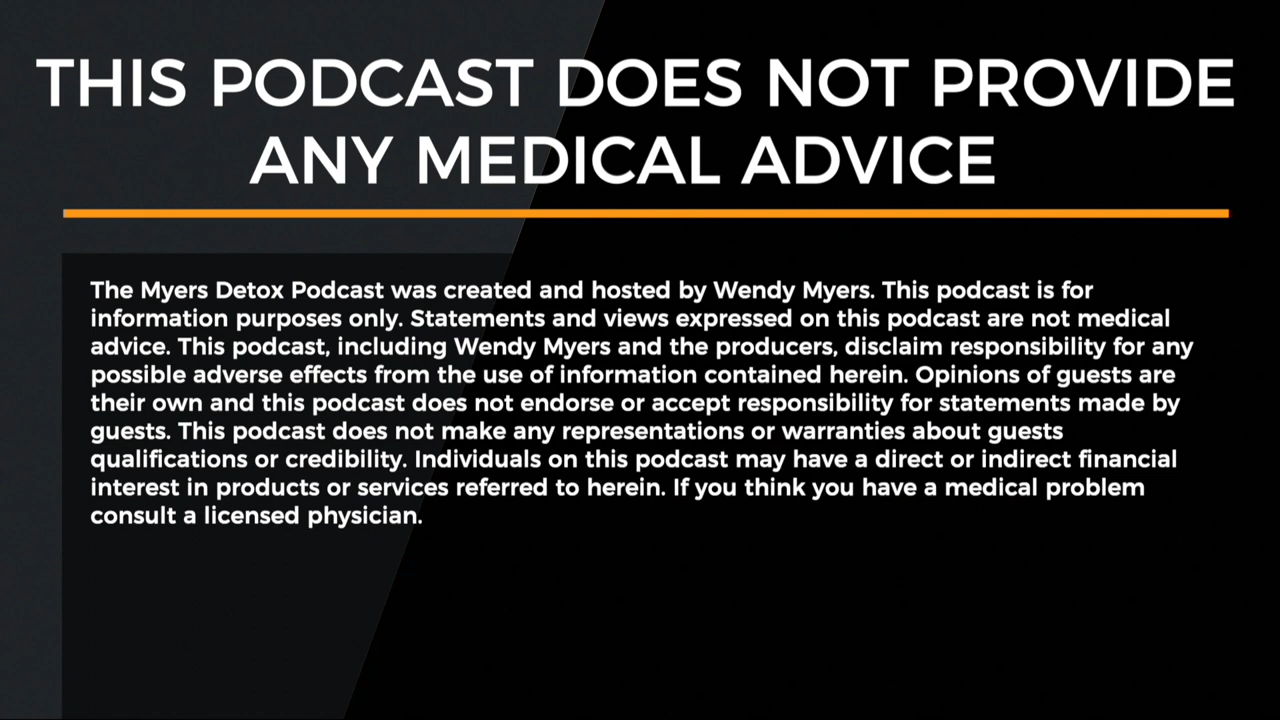 THIS PODCAST DOES NOT PROVIDE
ANY MEDICAL ADVICE
The Myers Detox Podcast was created and hosted by Wendy Myers. This podcast is for
information purposes only. Statements and views expressed on this podcast are not medical
advice. This podcast, including Wendy Myers and the producers, disclaim responsibility for any
possible adverse effects from the use of information contained herein. Opinions of guests are
their own and this podcast does not endorse or accept responsibility for statements made by
guests. This podcast does not make any representations or warranties about guests
qualifications or credibility. Individuals on this podcast may have a direct or indirect financial
interest in products or services referred to herein. If you think you have a medical problem
consult a licensed physician.